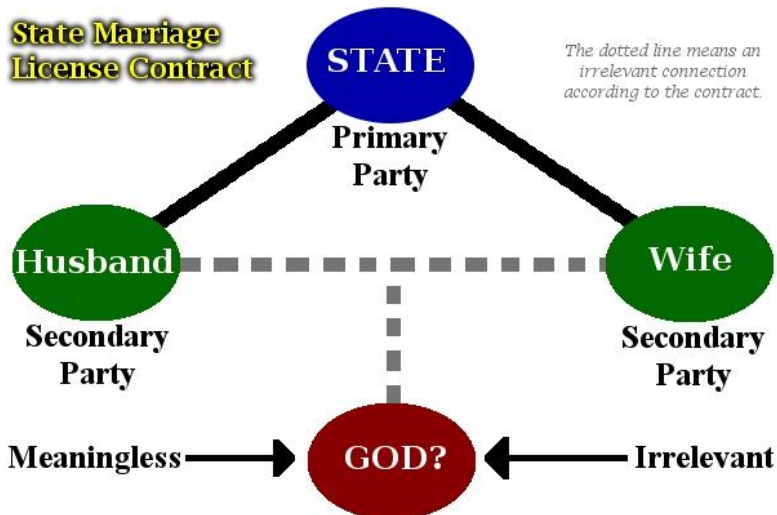 State Marriage
License Contract
STATE
The dotted line means an
irrelevant connection
according to the contract.
Primary
Party
Husband
Wife
Secondary
Party
Secondary
Party
Meaningless
GOD?
Irrelevant